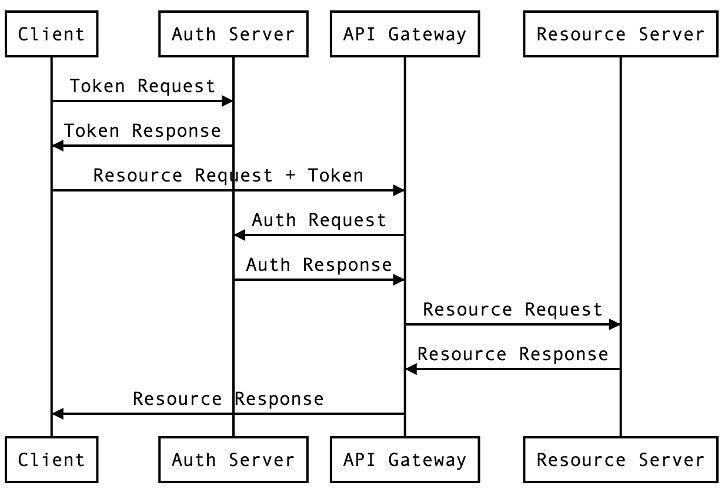 Client Auth Server API Gateway Resource Server
Token Request
Token Response
Resource Request + Token
Auth Request
Auth Response
Resource Request
Resource Response
Resource Response
Client Auth Server API Gateway Resource Server